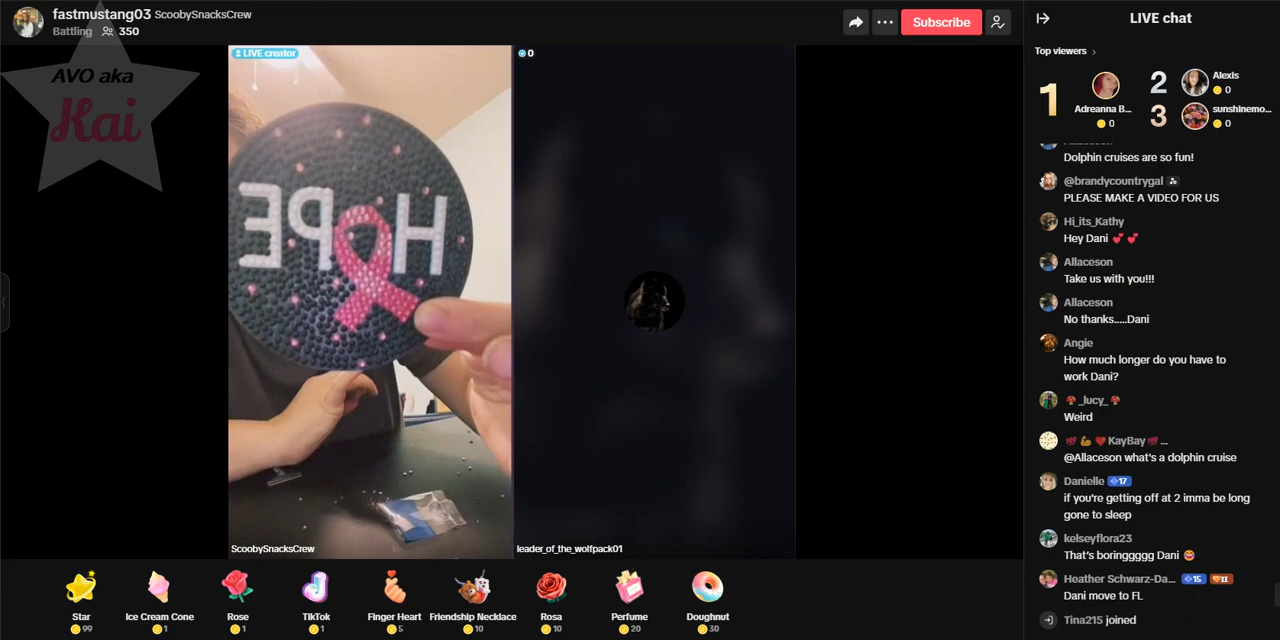 fastmustang03 ScoobySnacksCrew
Battling 350
Subscribe
LIVE chat
AVO aka
Kai
LIVE creator
0
HOPE
ScoobySnacksCrew
leader_of_the_wolfpack01
Top viewers
1
Adreanna B...
0
2
Alexis
0
3
sunshinemo...
0
Dolphin cruises are so fun!
@brandycountrygal
PLEASE MAKE A VIDEO FOR US
Hi_its_Kathy
Hey Dani 💕 💕
Allaceson
Take us with you!!!
Allaceson
No thanks.....Dani
Angie
How much longer do you have to
work Dani?
🍄 _lucy_ 🍄
Weird
💯 💪 ❤️ KayBay 💯 ...
@Allaceson what's a dolphin cruise
Danielle 17
if you're getting off at 2 imma be long
gone to sleep
kelseyflora23
That's boringgggg Dani 😄
Heather Schwarz-Da... 15 II
Dani move to FL
Tina215 joined
Star
99
Ice Cream Cone
1
Rose
1
TikTok
1
Finger Heart
5
Friendship Necklace
10
Rosa
10
Perfume
20
Doughnut
30